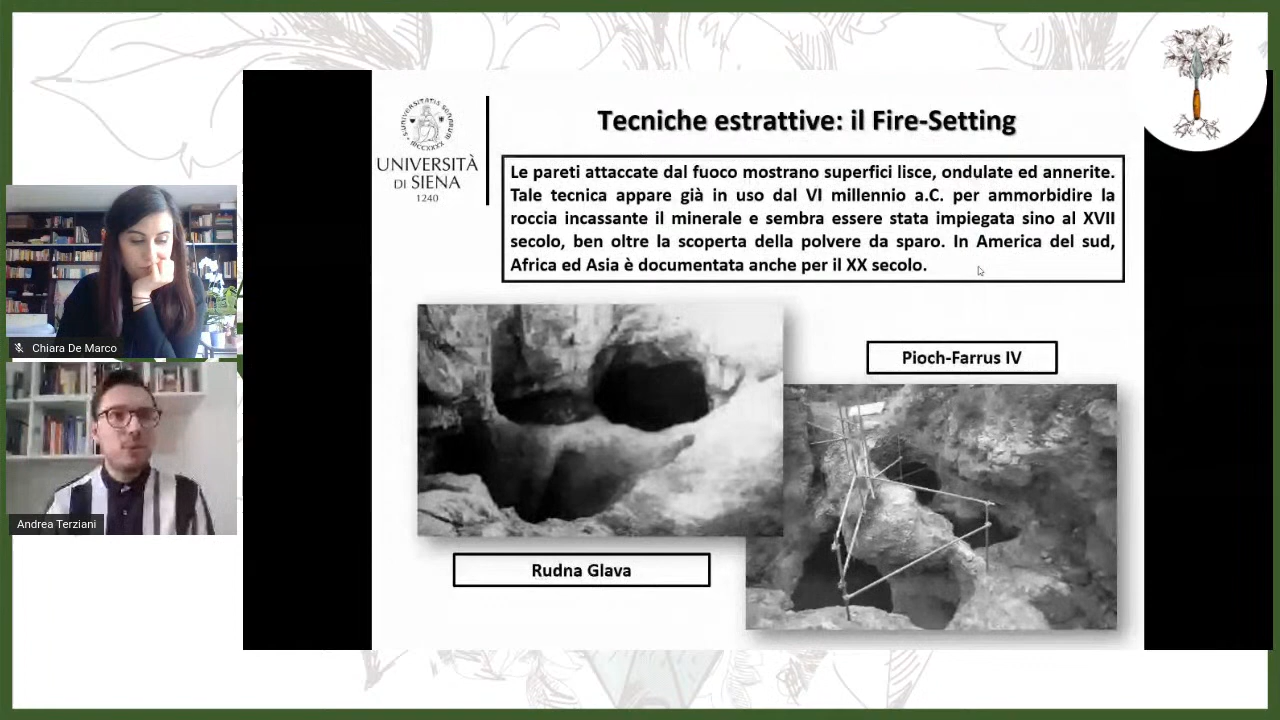 Tecniche estrattive: il Fire-Setting
UNIVERSITÀ
DI SIENA
1240
Le pareti attaccate dal fuoco mostrano superfici lisce, ondulate ed annerite.
Tale tecnica appare già in uso dal VI millennio a.C. per ammorbidire la
roccia incassante il minerale e sembra essere stata impiegata sino al XVII
secolo, ben oltre la scoperta della polvere da sparo. In America del sud,
Africa ed Asia è documentata anche per il XX secolo.
Pioch-Farrus IV
Rudna Glava
Chiara De Marco
Andrea Terziani